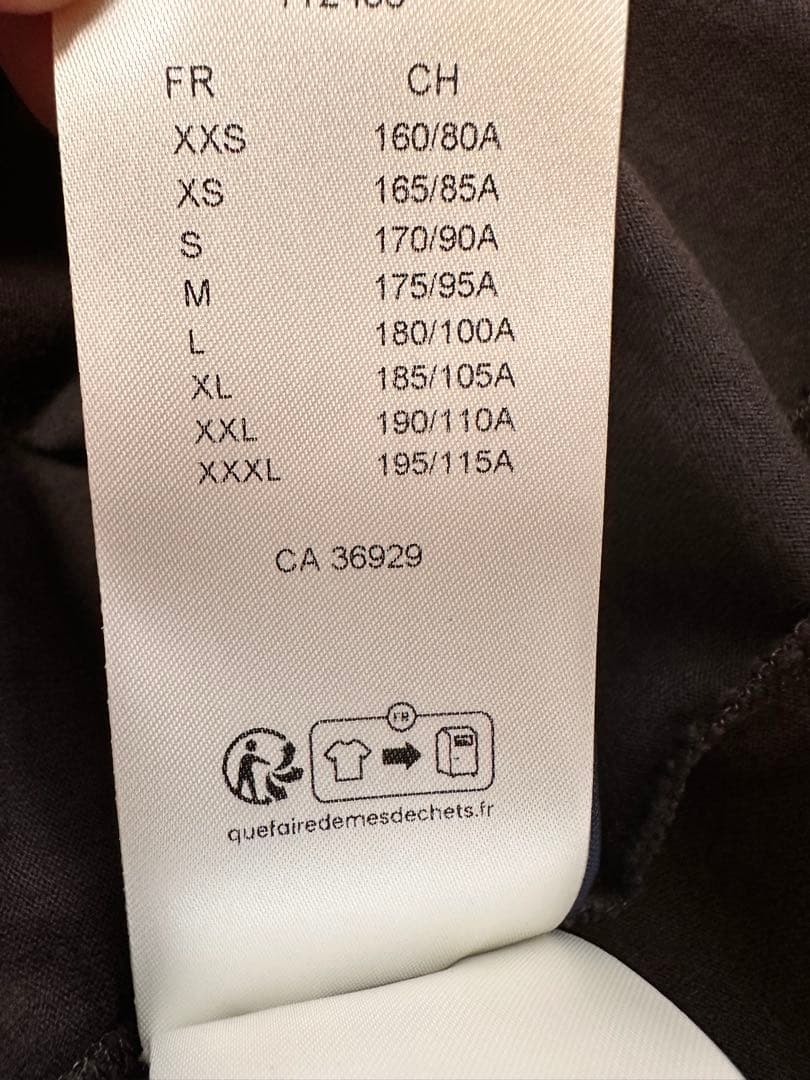 FR CH
XXS 160/80A
XS 165/85A
S 170/90A
M 175/95A
L 180/100A
XL 185/105A
XXL 190/110A
XXXL 195/115A
CA 36929
FR
quefairedemesdechets.fr